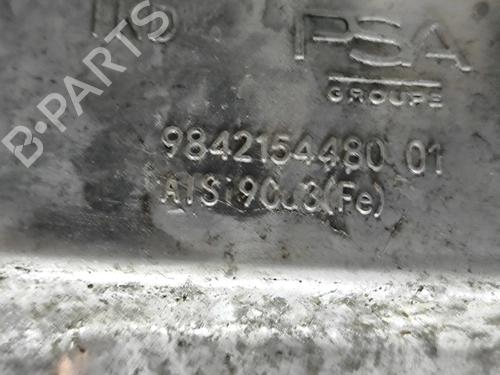 PSA
GROUPE
9842154480 01
AlSi9Cu3(Fe)
B-PARTS